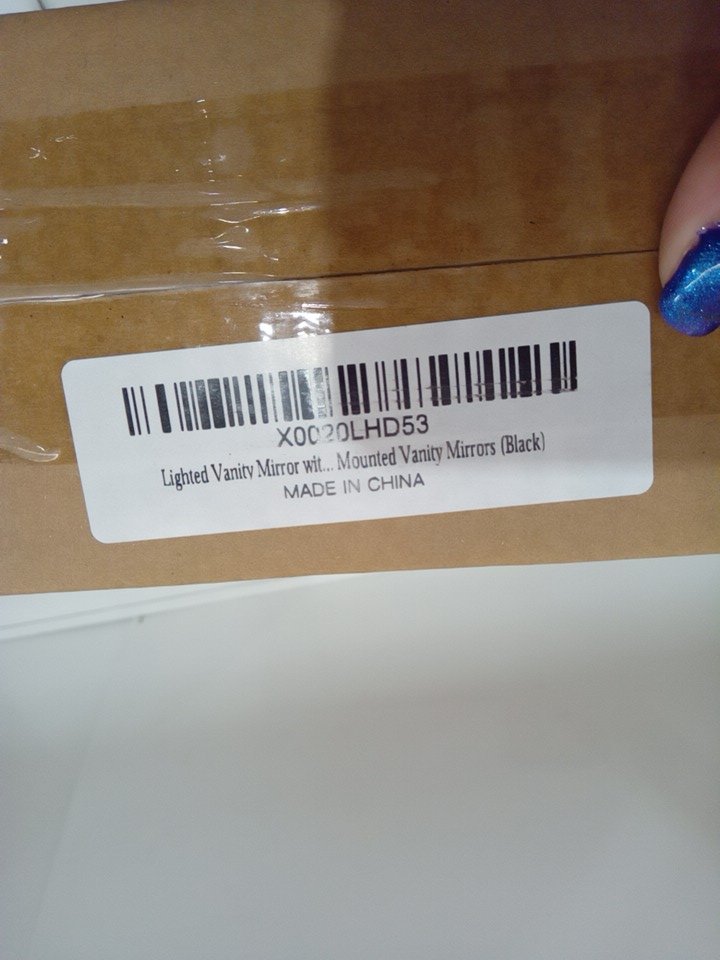 X0020LHD53
Lighted Vanity Mirror wit... Mounted Vanity Mirrors (Black)
MADE IN CHINA